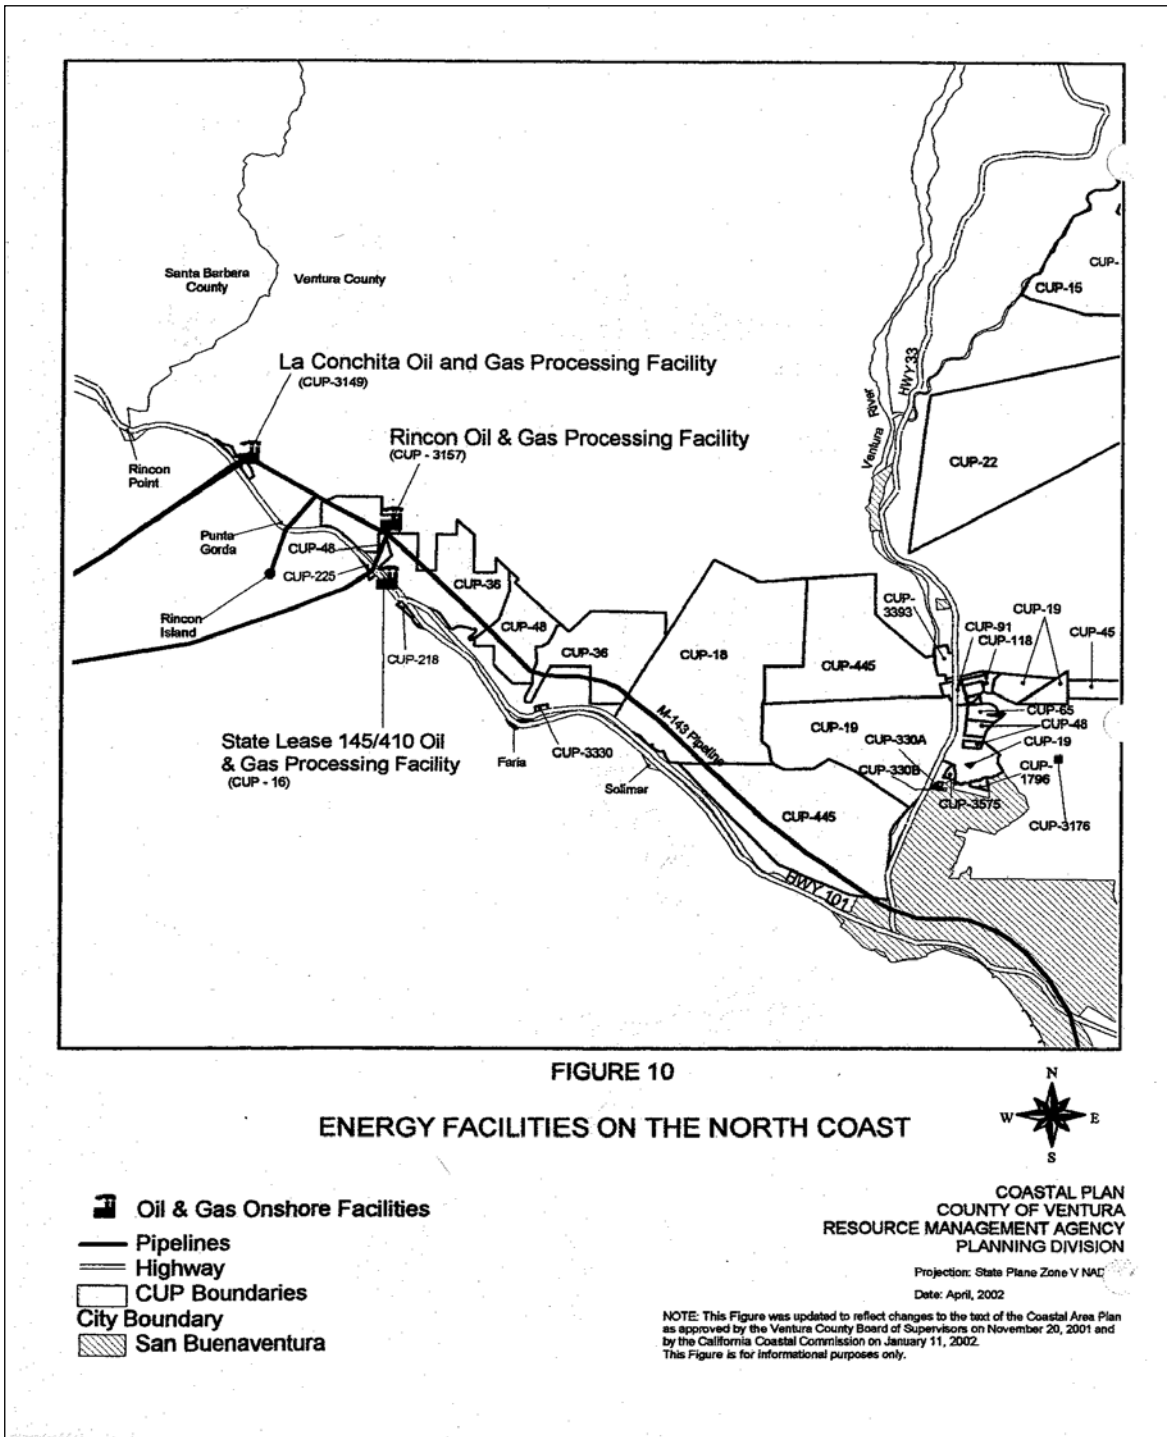 Santa Barbara
County
Ventura County
CUP-
CUP-15
HWY 33
Ventura River
La Conchita Oil and Gas Processing Facility
(CUP-3149)
Rincon Oil & Gas Processing Facility
(CUP - 3157)
CUP-22
Rincon
Point
Punta
Gorda
CUP-48
CUP-225
Rincon
Island
CUP-218
CUP-36
CUP-48
CUP-36
CUP-18
CUP-
3393
CUP-91
CUP-118
CUP-19
CUP-45
CUP-445
CUP-65
CUP-48
CUP-19
CUP-19
CUP-330A
CUP-330B
CUP-
1796
CUP-3575
CUP-3176
M-143 Pipeline
State Lease 145/410 Oil
& Gas Processing Facility
(CUP - 16)
Faria
CUP-3330
Solimar
CUP-445
HWY 101
FIGURE 10
ENERGY FACILITIES ON THE NORTH COAST
N
W
E
S
Oil & Gas Onshore Facilities
Pipelines
Highway
CUP Boundaries
City Boundary
San Buenaventura
COASTAL PLAN
COUNTY OF VENTURA
RESOURCE MANAGEMENT AGENCY
PLANNING DIVISION
Projection: State Plane Zone V NAD
Date: April, 2002
NOTE: This Figure was updated to reflect changes to the text of the Coastal Area Plan
as approved by the Ventura County Board of Supervisors on November 20, 2001 and
by the California Coastal Commission on January 11, 2002.
This Figure is for informational purposes only.